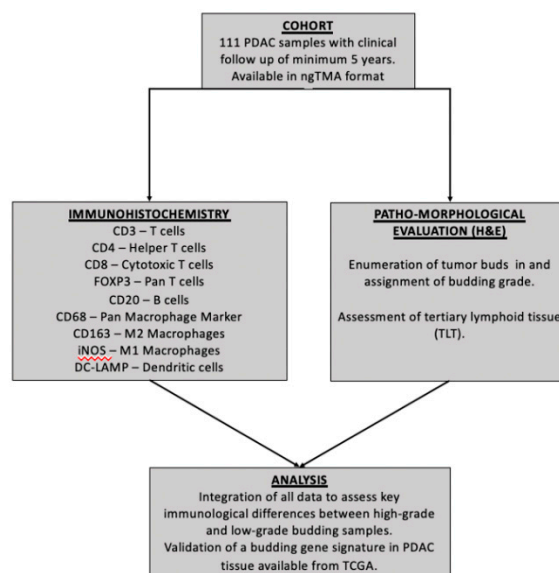 COHORT
111 PDAC samples with clinical
follow up of minimum 5 years.
Available in ngTMA format
IMMUNOHISTOCHEMISTRY
CD3 – T cells
CD4 – Helper T cells
CD8 – Cytotoxic T cells
FOXP3 – Pan T cells
CD20 – B cells
CD68 – Pan Macrophage Marker
CD163 – M2 Macrophages
iNOS – M1 Macrophages
DC-LAMP – Dendritic cells
PATHO-MORPHOLOGICAL
EVALUATION (H&E)
Enumeration of tumor buds in and
assignment of budding grade.
Assessment of tertiary lymphoid tissue
(TLT).
ANALYSIS
Integration of all data to assess key
immunological differences between high-grade
and low-grade budding samples.
Validation of a budding gene signature in PDAC
tissue available from TCGA.